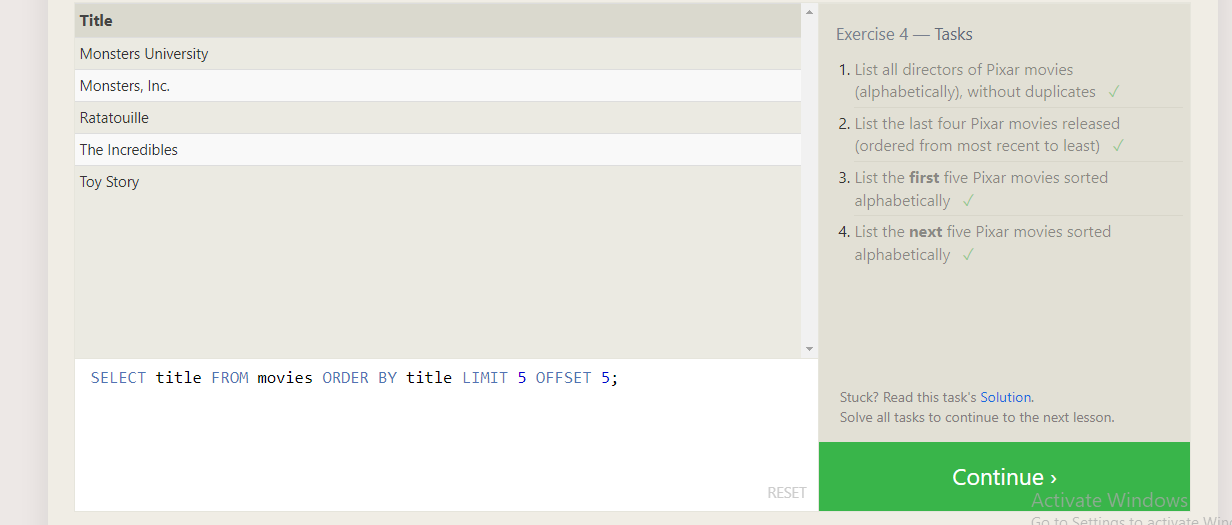 Title
Monsters University
Monsters, Inc.
Ratatouille
The Incredibles
Toy Story
SELECT title FROM movies ORDER BY title LIMIT 5 OFFSET 5;
RESET
Exercise 4 — Tasks
1. List all directors of Pixar movies
(alphabetically), without duplicates ✓
2. List the last four Pixar movies released
(ordered from most recent to least) ✓
3. List the first five Pixar movies sorted
alphabetically ✓
4. List the next five Pixar movies sorted
alphabetically ✓
Stuck? Read this task's Solution.
Solve all tasks to continue to the next lesson.
Continue ›
Activate Windows
Go to Settings to activate